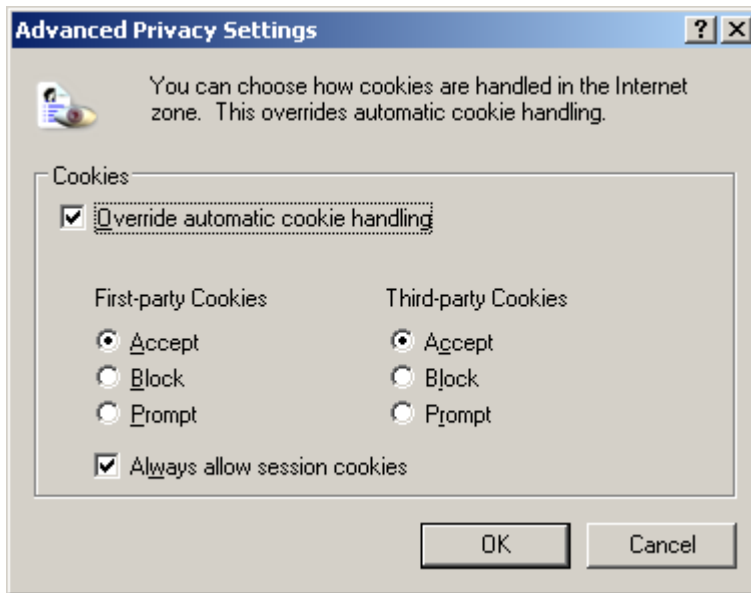 Advanced Privacy Settings
You can choose how cookies are handled in the Internet
zone.  This overrides automatic cookie handling.
Cookies
Override automatic cookie handling
First-party Cookies
Third-party Cookies
Accept
Accept
Block
Block
Prompt
Prompt
Always allow session cookies
OK
Cancel